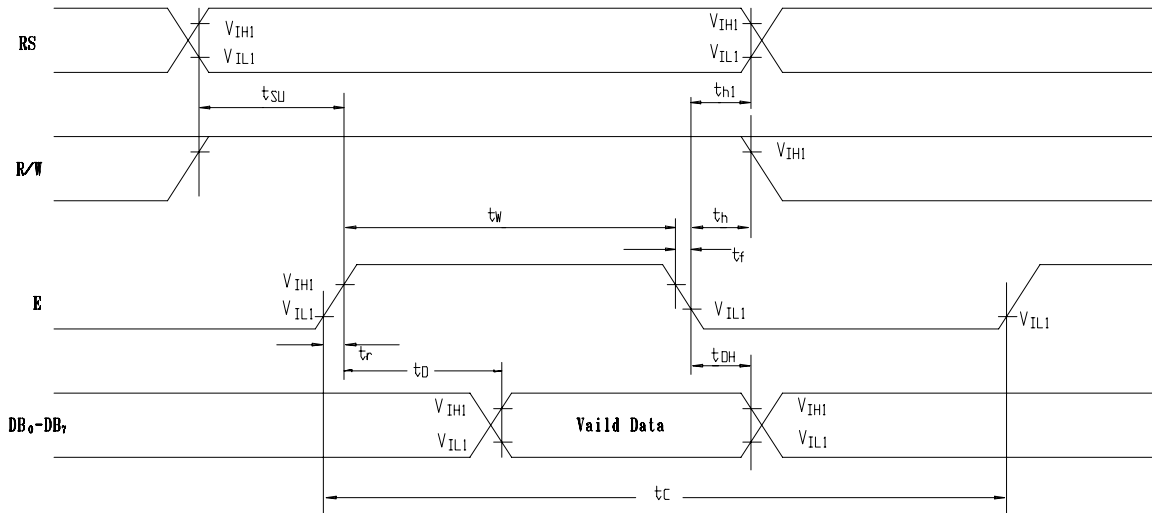 RS
VIH1
VIL1
VIH1
VIL1
tSU
th1
R/W
VIH1
tW
th
tf
E
VIH1
VIL1
VIL1
VIL1
tr
tD
tDH
DB0-DB7
VIH1
VIL1
Vaild Data
VIH1
VIL1
tC